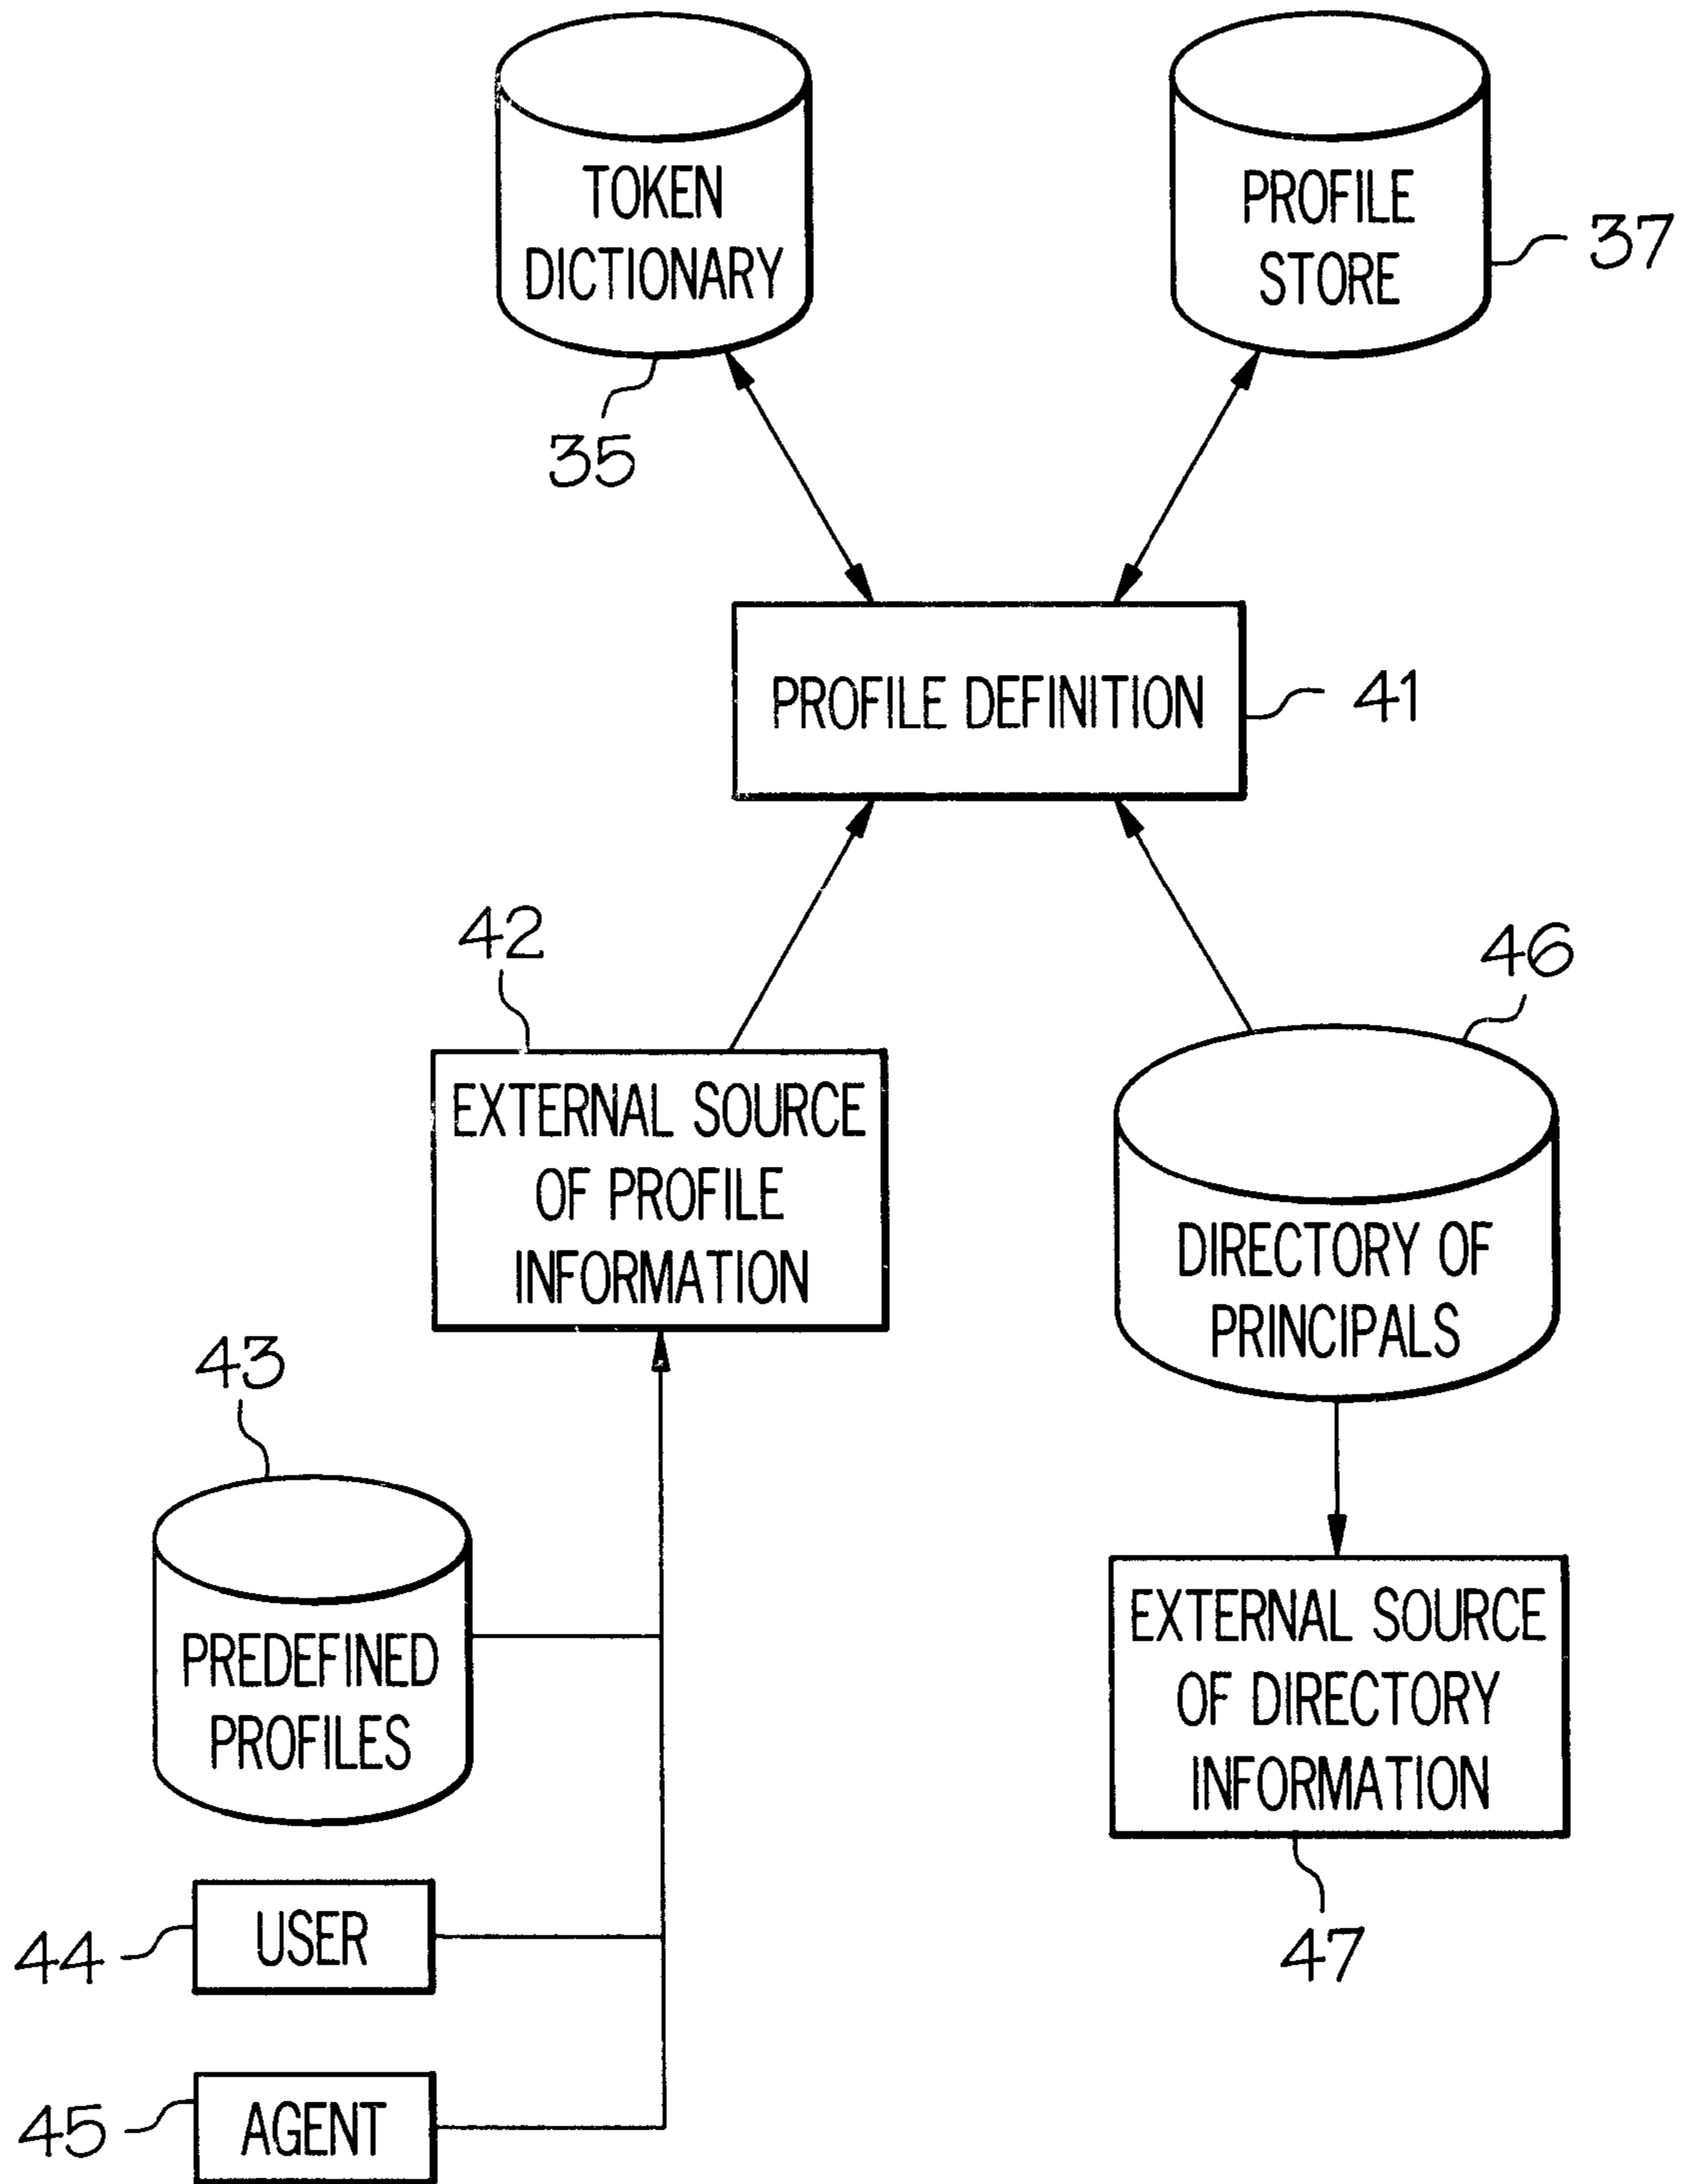 TOKEN
DICTIONARY
35
PROFILE
STORE
37
PROFILE DEFINITION
41
42
EXTERNAL SOURCE
OF PROFILE
INFORMATION
46
DIRECTORY OF
PRINCIPALS
43
PREDEFINED
PROFILES
EXTERNAL SOURCE
OF DIRECTORY
INFORMATION
47
44
USER
45
AGENT